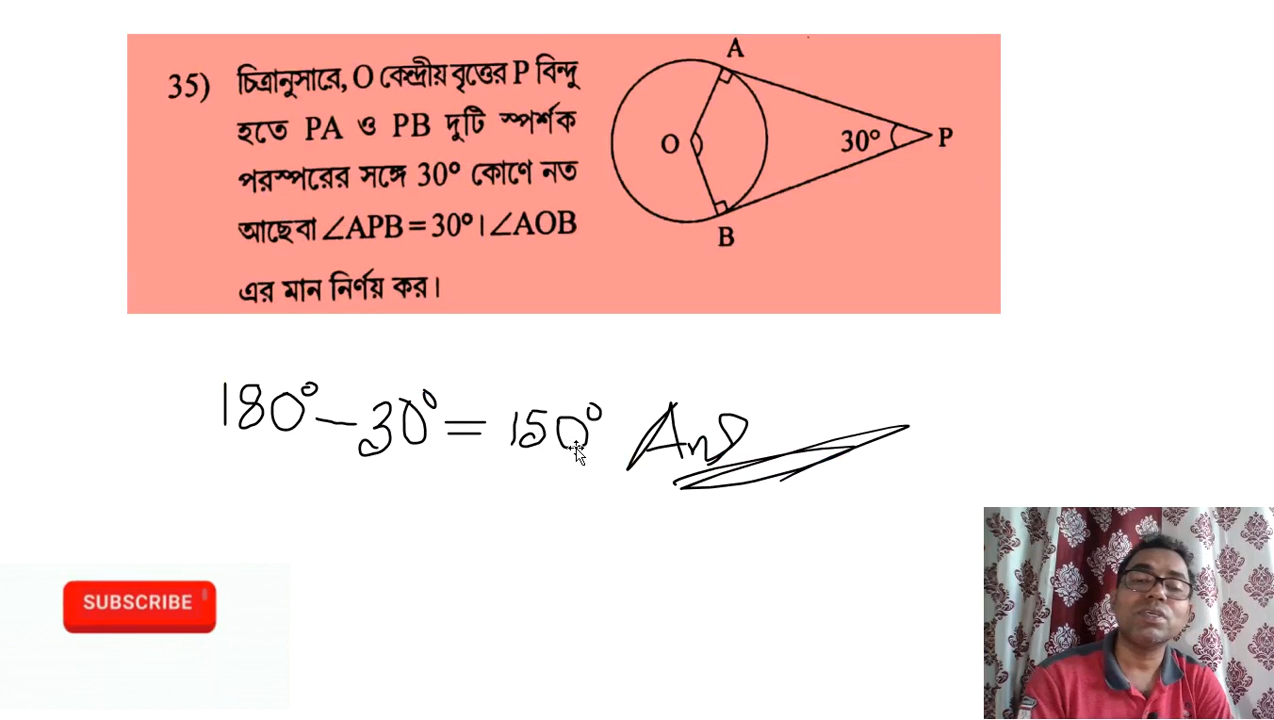 35) চিত্রানুসারে, O কেন্দ্রীয় বৃত্তের P বিন্দু
হতে PA ও PB দুটি স্পর্শক
পরস্পরের সঙ্গে 30° কোণে নত
আছে বা ∠APB = 30° । ∠AOB
এর মান নির্ণয় কর ।
A
O
30°
P
B
180° - 30° = 150° Ans
SUBSCRIBE